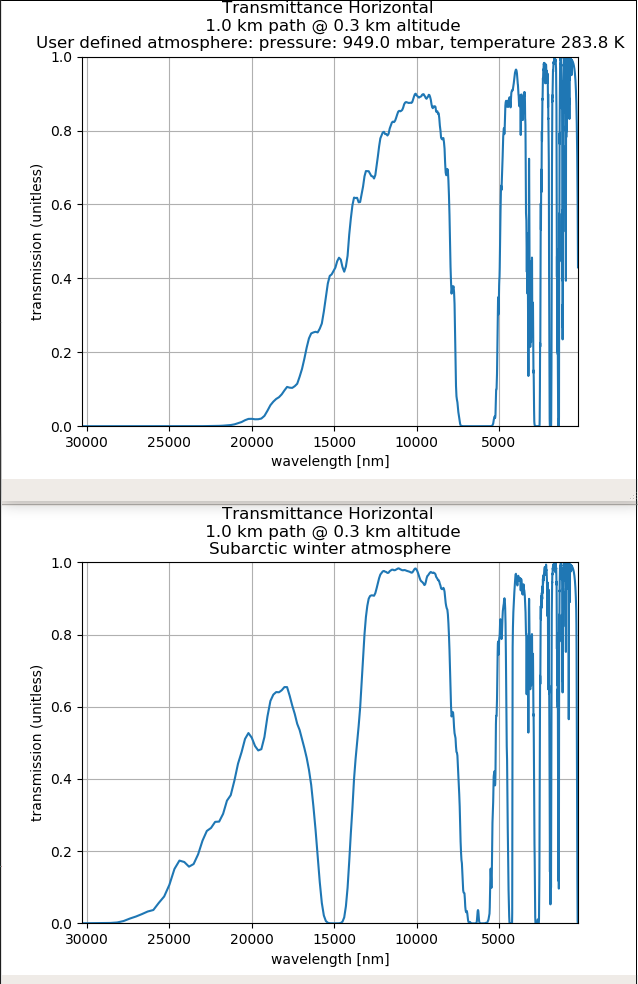 Transmittance Horizontal
1.0 km path @ 0.3 km altitude
User defined atmosphere: pressure: 949.0 mbar, temperature 283.8 K
1.0
0.8
0.6
0.4
0.2
0.0
transmission (unitless)
30000 25000 20000 15000 10000 5000
wavelength [nm]
Transmittance Horizontal
1.0 km path @ 0.3 km altitude
Subarctic winter atmosphere
1.0
0.8
0.6
0.4
0.2
0.0
transmission (unitless)
30000 25000 20000 15000 10000 5000
wavelength [nm]